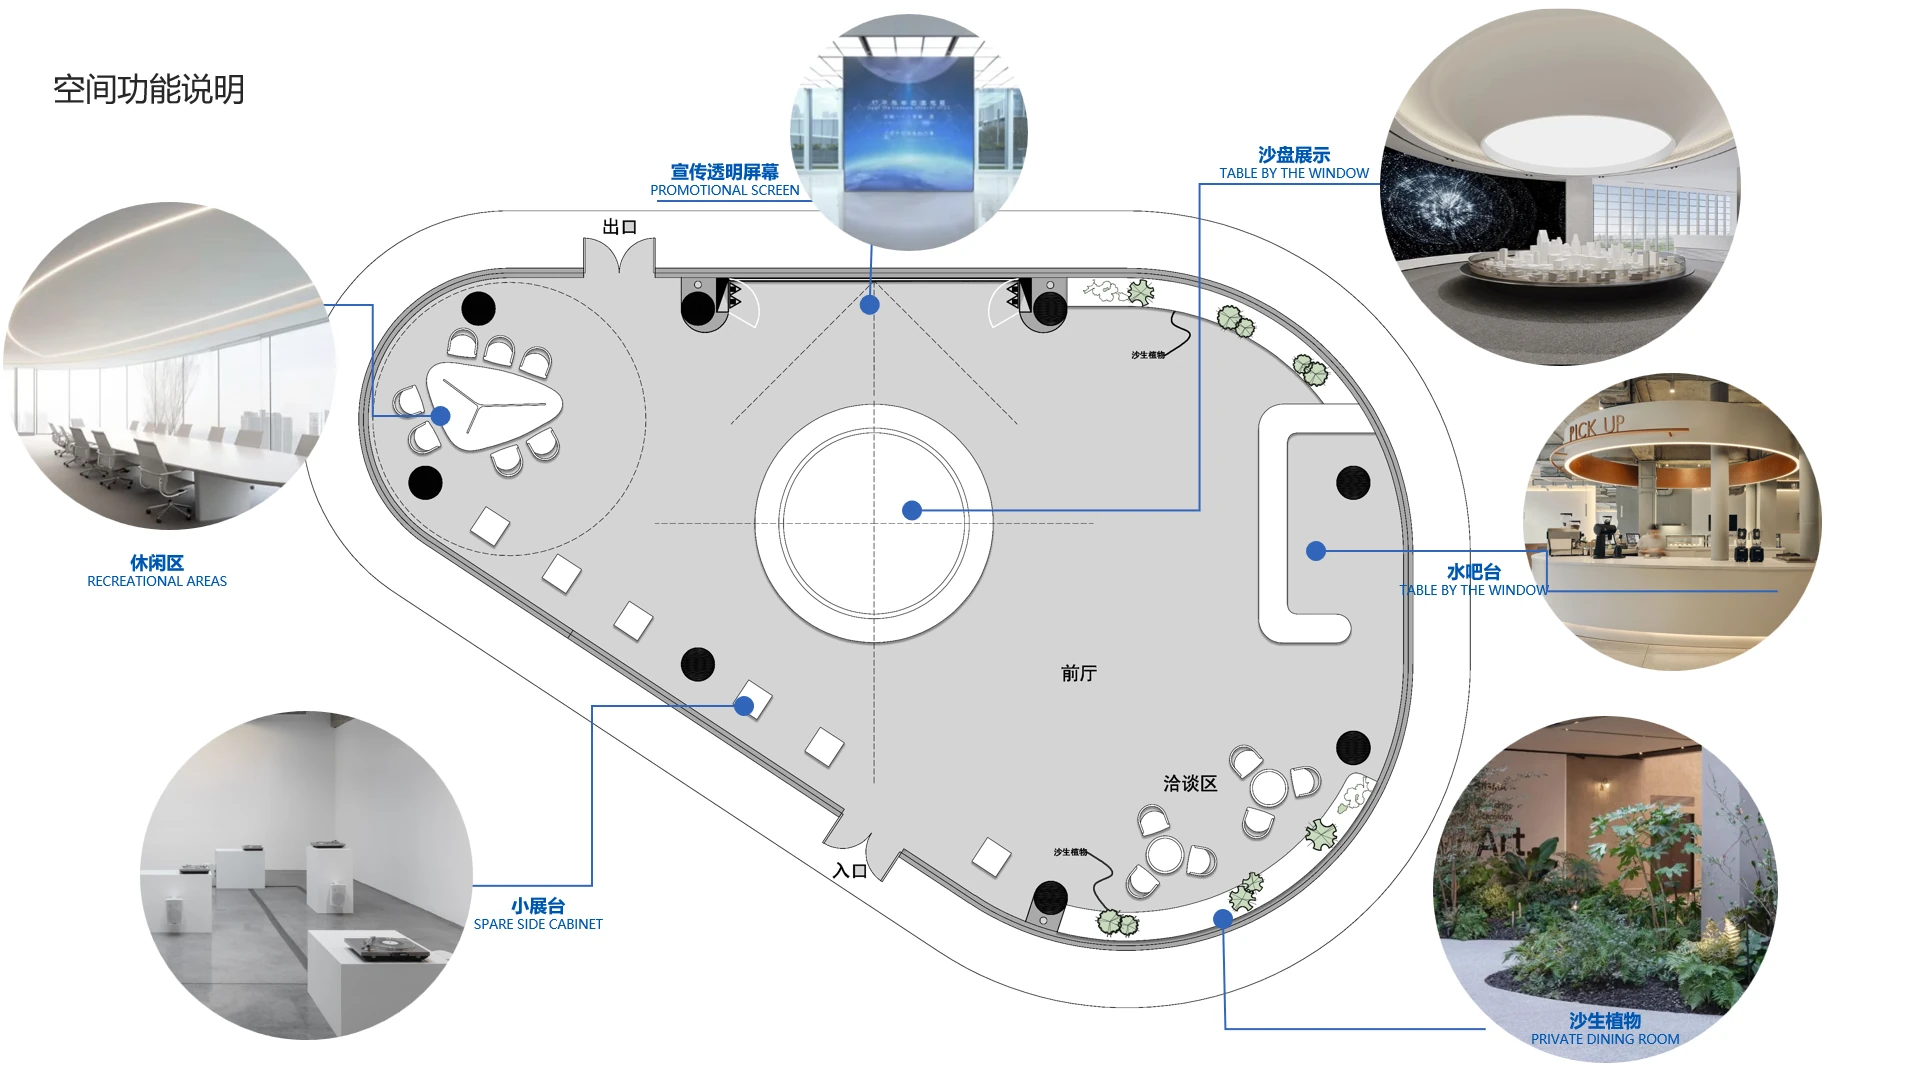 空间功能说明
宣传透明屏幕
PROMOTIONAL SCREEN
沙盘展示
TABLE BY THE WINDOW
出口
沙生植物
PICK UP
休闲区
RECREATIONAL AREAS
水吧台
TABLE BY THE WINDOW
前厅
洽谈区
沙生植物
入口
小展台
SPARE SIDE CABINET
Art.
沙生植物
PRIVATE DINING ROOM